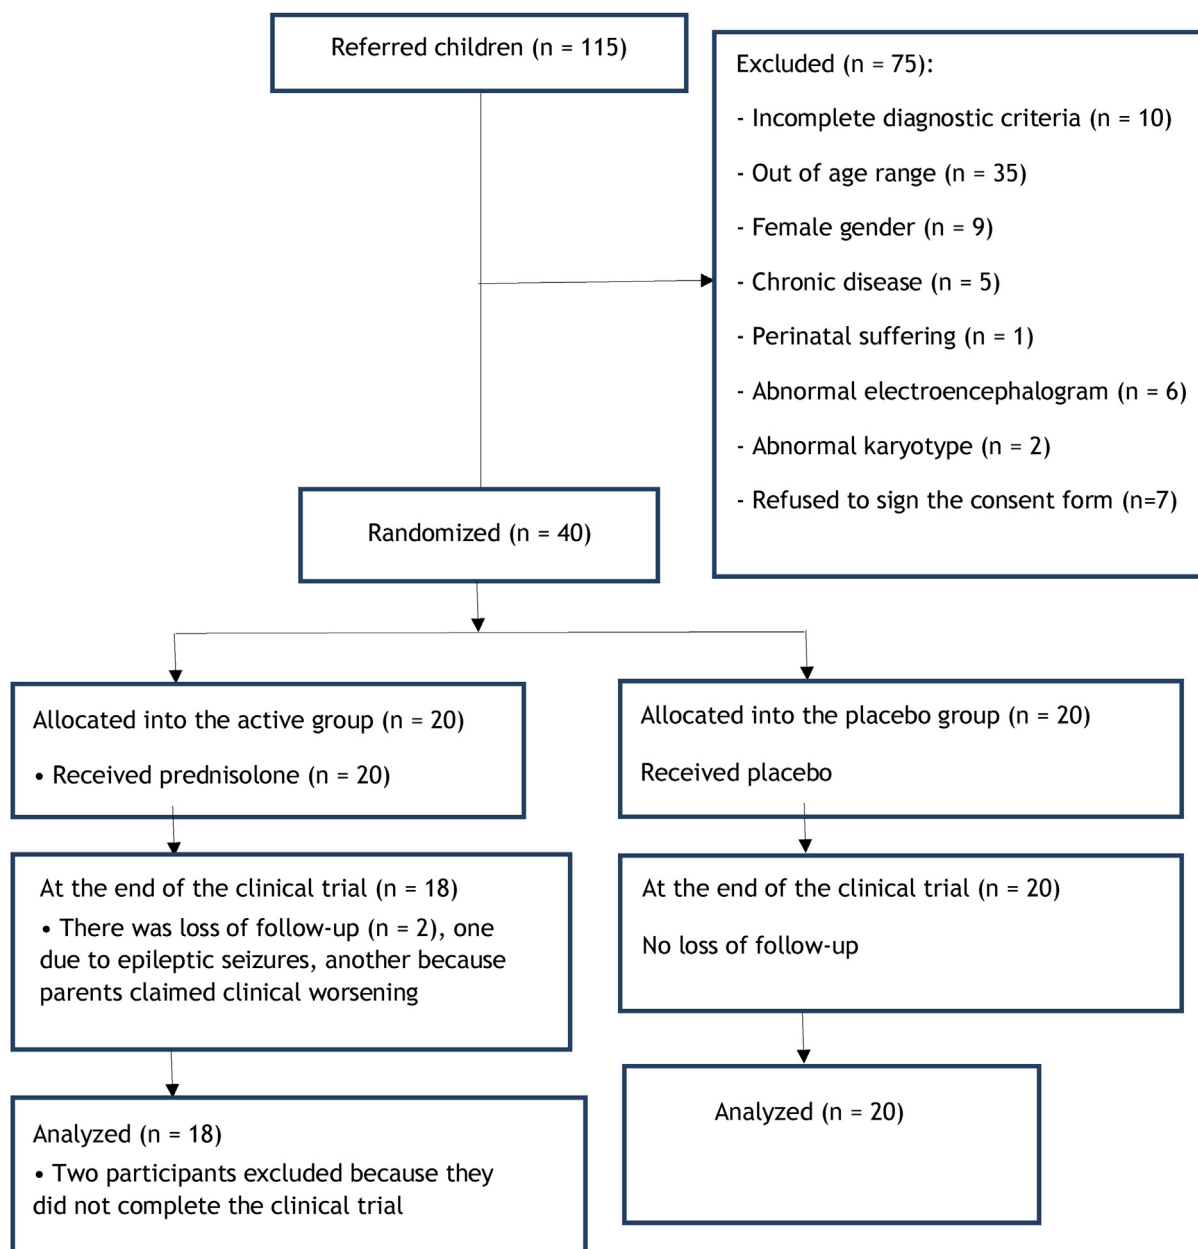 Referred children (n = 115)
Excluded (n = 75):
- Incomplete diagnostic criteria (n = 10)
- Out of age range (n = 35)
- Female gender (n = 9)
- Chronic disease (n = 5)
- Perinatal suffering (n = 1)
- Abnormal electroencephalogram (n = 6)
- Abnormal karyotype (n = 2)
- Refused to sign the consent form (n=7)
Randomized (n = 40)
Allocated into the active group (n = 20)
• Received prednisolone (n = 20)
Allocated into the placebo group (n = 20)
Received placebo
At the end of the clinical trial (n = 18)
• There was loss of follow-up (n = 2), one
due to epileptic seizures, another because
parents claimed clinical worsening
At the end of the clinical trial (n = 20)
No loss of follow-up
Analyzed (n = 18)
• Two participants excluded because they
did not complete the clinical trial
Analyzed (n = 20)